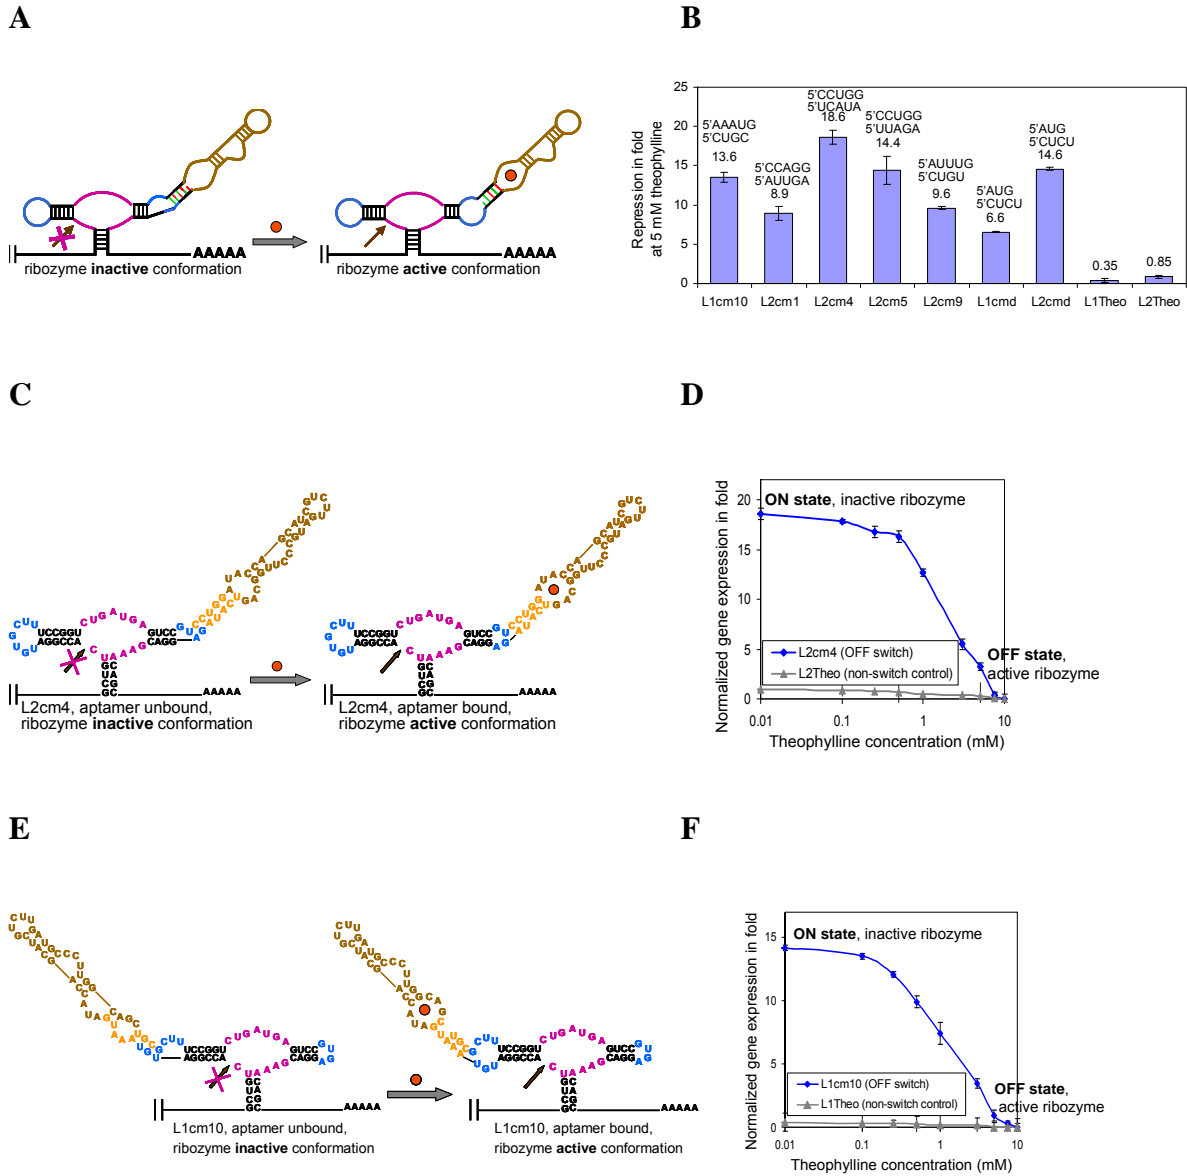 A
AAAAA
ribozyme inactive conformation
AAAAA
ribozyme active conformation
B
Repression in fold
at 5 mM theophylline
25
20
15
10
5
0
5'AAAUG
5'CUGC
13.6
5'CCAGG
5'AUUGA
8.9
5'CCUGG
5'UCAUA
18.6
5'CCUGG
5'UUAGA
14.4
5'AUUUG
5'CUGU
9.6
5'AUG
5'CUCU
6.6
5'AUG
5'CUCU
14.6
0.35
0.85
L1cm10 L2cm1 L2cm4 L2cm5 L2cm9 L1cmd L2cmd L1Theo L2Theo
C
AAAAA
L2cm4, aptamer unbound,
ribozyme inactive conformation
AAAAA
L2cm4, aptamer bound,
ribozyme active conformation
D
Normalized gene expression in fold
20
15
10
5
0
ON state, inactive ribozyme
L2cm4 (OFF switch)
L2Theo (non-switch control)
OFF state,
active ribozyme
0.01 0.1 1 10
Theophylline concentration (mM)
E
AAAAA
L1cm10, aptamer unbound,
ribozyme inactive conformation
AAAAA
L1cm10, aptamer bound,
ribozyme active conformation
F
Normalized gene expression in fold
15
10
5
0
ON state, inactive ribozyme
L1cm10 (OFF switch)
L1Theo (non-switch control)
OFF state,
active ribozyme
0.01 0.1 1 10
Theophylline concentration (mM)